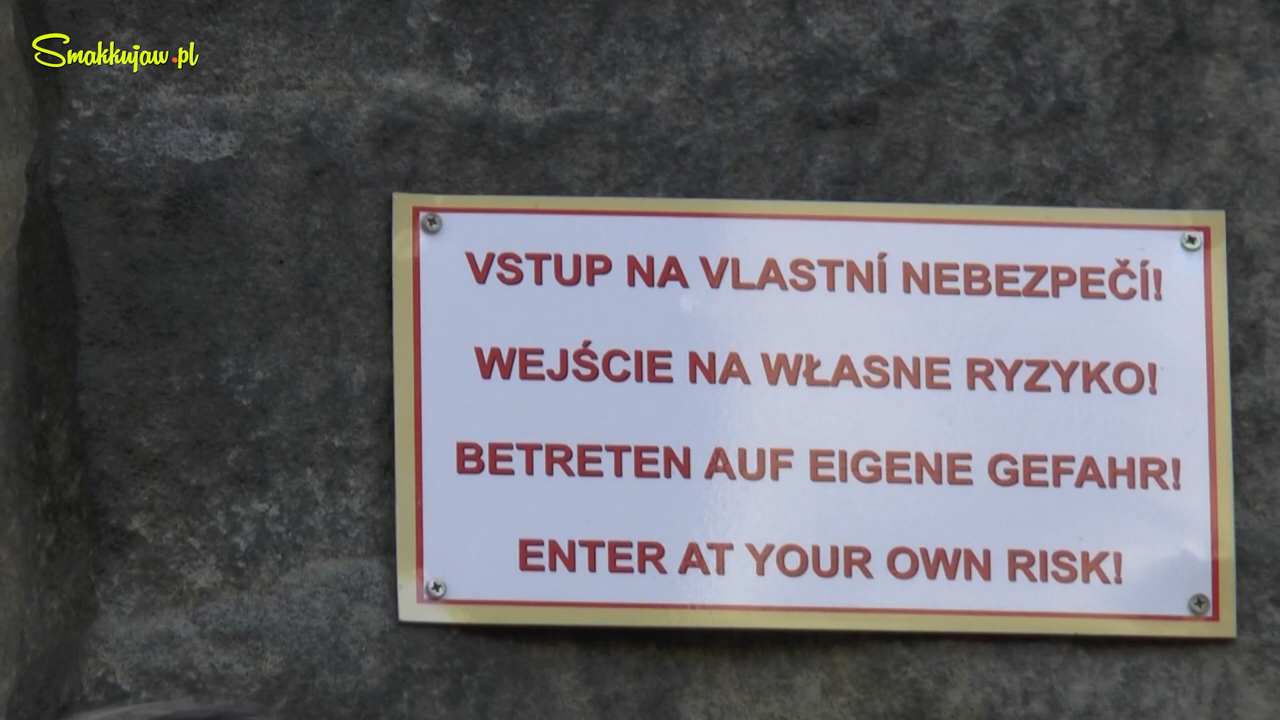 Smakkujaw.pl
VSTUP NA VLASTNÍ NEBEZPEČÍ!
WEJŚCIE NA WŁASNE RYZYKO!
BETRETEN AUF EIGENE GEFAHR!
ENTER AT YOUR OWN RISK!